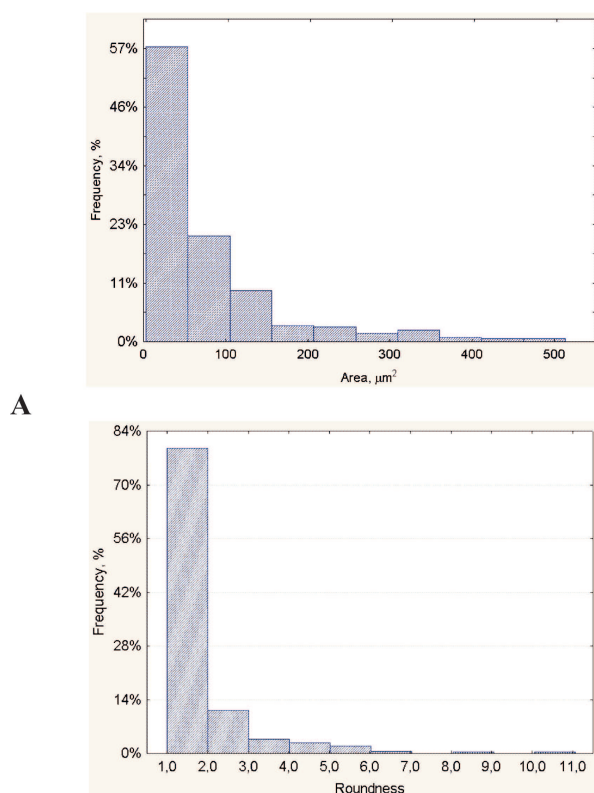 57%
46%
34%
23%
11%
0%
Frequency, %
0 100 200 300 400 500
Area, μm²
A
84%
70%
56%
42%
28%
14%
0%
Frequency, %
1,0 2,0 3,0 4,0 5,0 6,0 7,0 8,0 9,0 10,0 11,0
Roundness